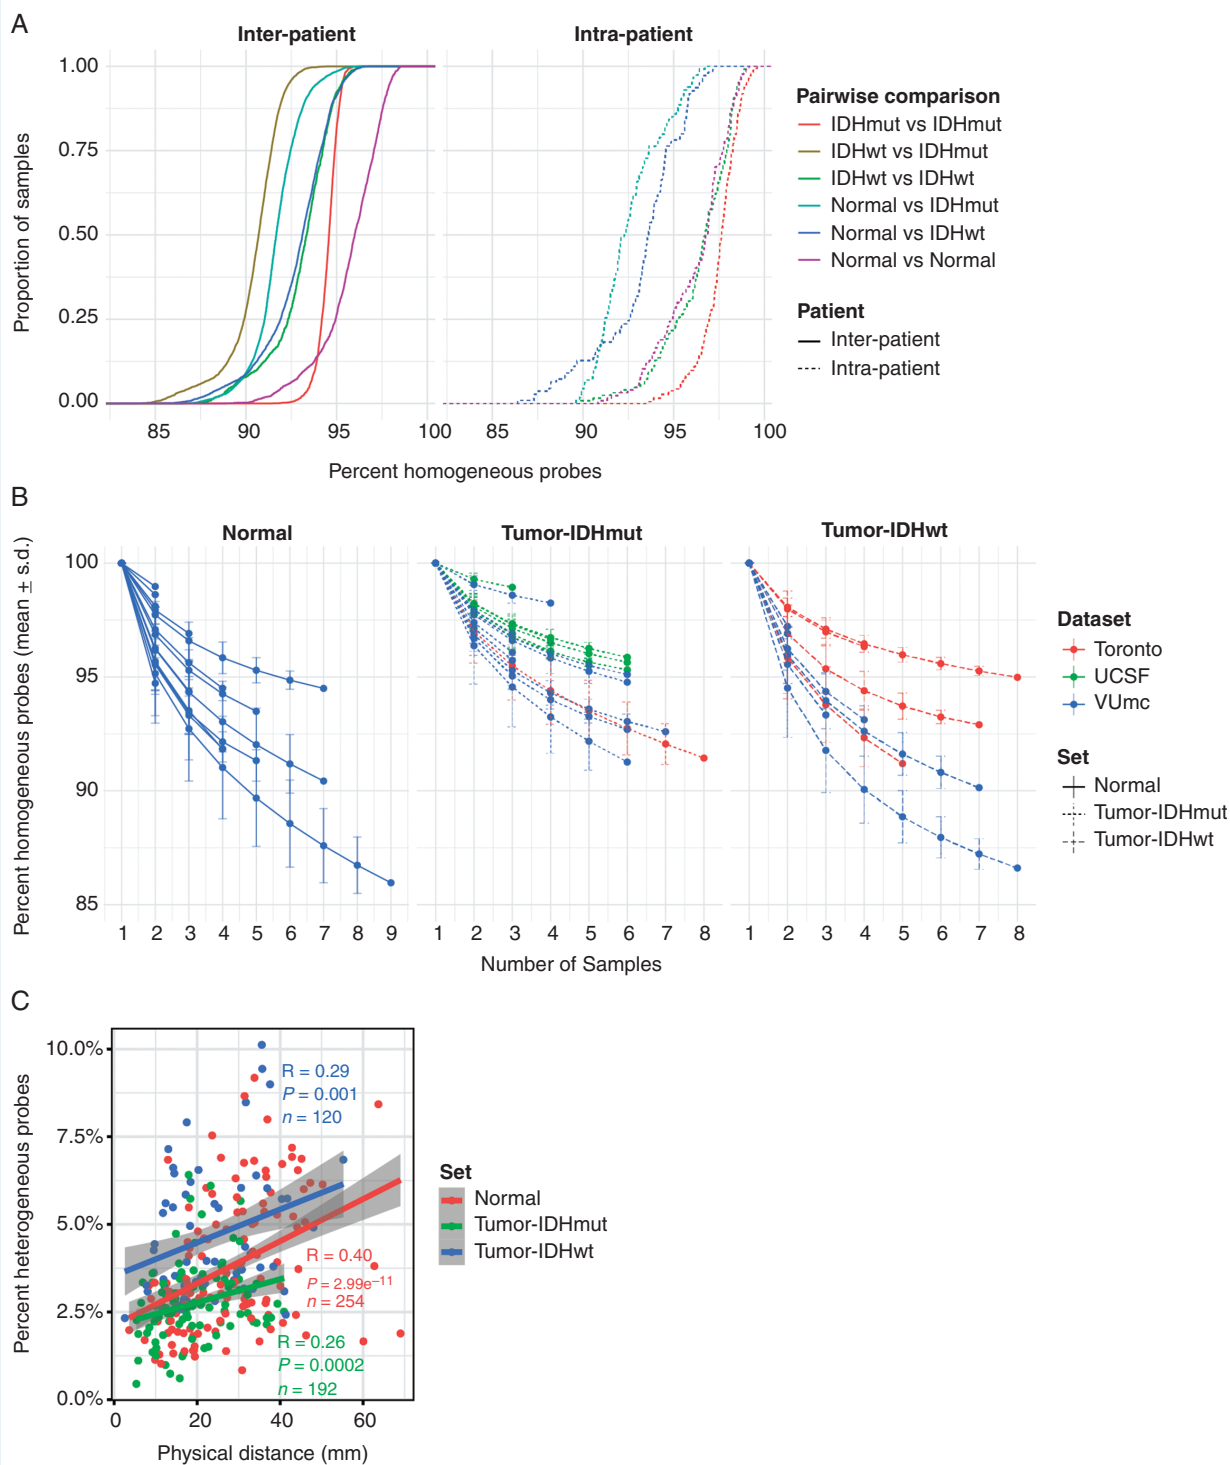 A
Inter-patient
Intra-patient
1.00
0.75
0.50
0.25
0.00
Proportion of samples
85
90
95
100
85
90
95
100
Percent homogeneous probes
Pairwise comparison
IDHmut vs IDHmut
IDHwt vs IDHmut
IDHwt vs IDHwt
Normal vs IDHmut
Normal vs IDHwt
Normal vs Normal
Patient
Inter-patient
Intra-patient
B
Normal
Tumor-IDHmut
Tumor-IDHwt
100
95
90
85
Percent homogeneous probes (mean ± s.d.)
1 2 3 4 5 6 7 8 9
1 2 3 4 5 6 7 8
1 2 3 4 5 6 7 8
Number of Samples
Dataset
Toronto
UCSF
VUmc
Set
Normal
Tumor-IDHmut
Tumor-IDHwt
C
10.0%
7.5%
5.0%
2.5%
0.0%
Percent heterogeneous probes
R = 0.29
P = 0.001
n = 120
R = 0.40
P = 2.99e⁻¹¹
n = 254
R = 0.26
P = 0.0002
n = 192
0
20
40
60
Physical distance (mm)
Set
Normal
Tumor-IDHmut
Tumor-IDHwt